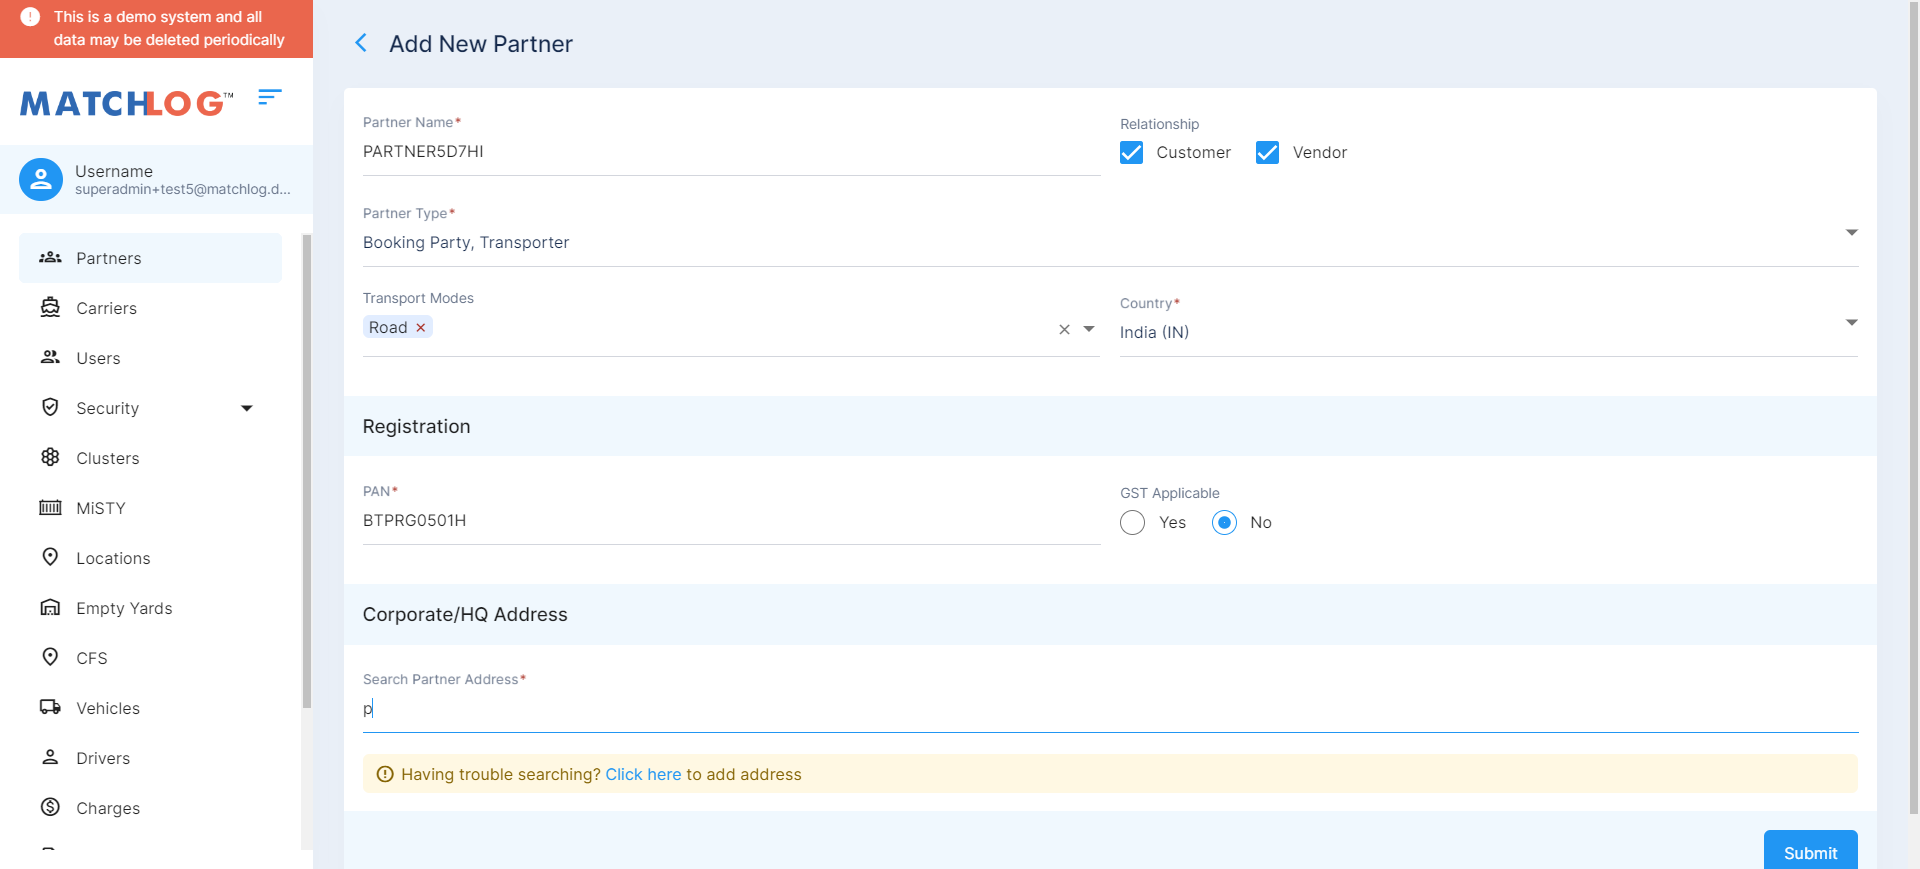 This is a demo system and all
data may be deleted periodically
MATCHLOG™
Username
superadmin+test5@matchlog.d...
Partners
Carriers
Users
Security
Clusters
MiSTY
Locations
Empty Yards
CFS
Vehicles
Drivers
Charges
Add New Partner
Partner Name*
PARTNER5D7HI
Relationship
Customer
Vendor
Partner Type*
Booking Party, Transporter
Transport Modes
Road
Country*
India (IN)
Registration
PAN*
BTPRG0501H
GST Applicable
Yes
No
Corporate/HQ Address
Search Partner Address*
p
Having trouble searching? Click here to add address
Submit